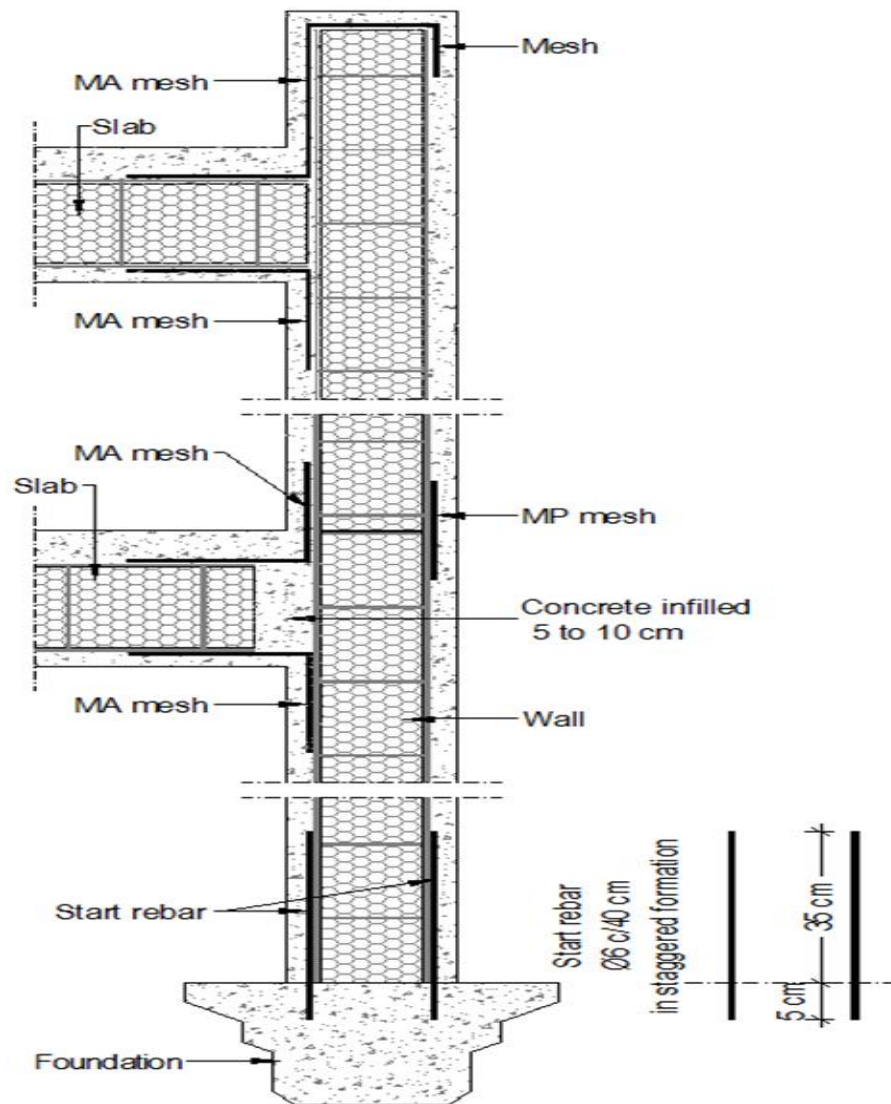 Mesh
MA mesh
Slab
MA mesh
MA mesh
Slab
MP mesh
Concrete infilled
5 to 10 cm
MA mesh
Wall
Start rebar
Start rebar
Ø6 c/40 cm
in staggered formation
35 cm
5 cm
Foundation